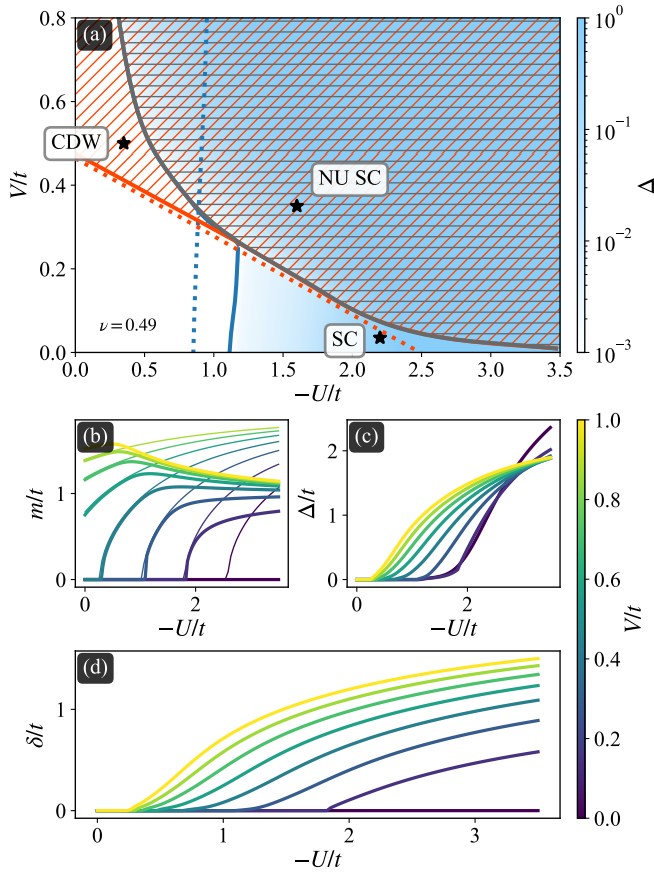 (a)
V/t
0.8
0.6
0.4
0.2
0.0
CDW
NU SC
SC
ν = 0.49
0.0 0.5 1.0 1.5 2.0 2.5 3.0 3.5
−U/t
10⁰
10⁻¹
10⁻²
10⁻³
Δ
(b)
m/t
1
0
0 2
−U/t
(c)
Δ/t
2
1
0
0 2
−U/t
1.0
0.8
0.6
0.4
0.2
0.0
V/t
(d)
δ/t
1
0
0 1 2 3
−U/t